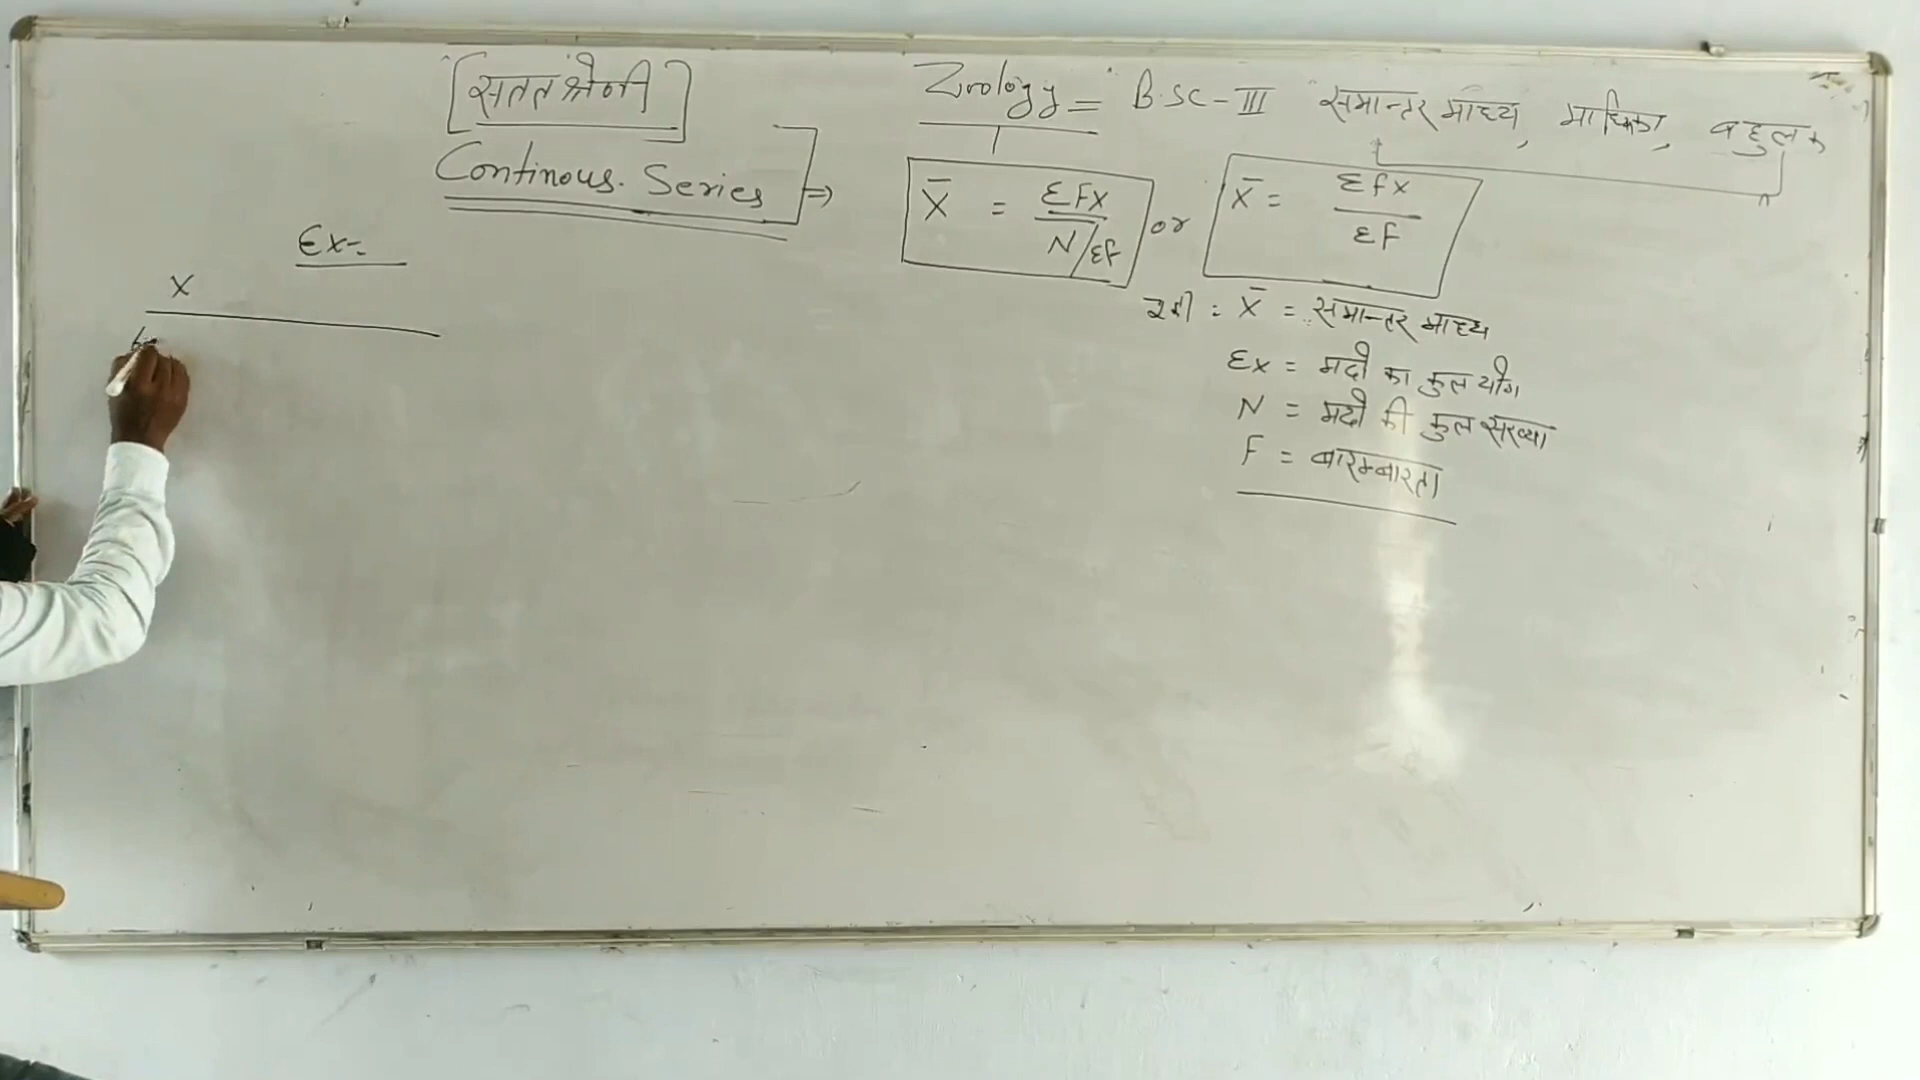 [सतत श्रेणी]
Zoology = B.SC - III समान्तर माध्य, माध्यिका, बहुलक
Continous. Series ⇒
X̄ = ΣFX / N/Σf or X̄ = Σfx / ΣF
Ex=
X
X̄ = समान्तर माध्य
Σx = मदों का कुल योग
N = मदों की कुल संख्या
F = बारम्बारता